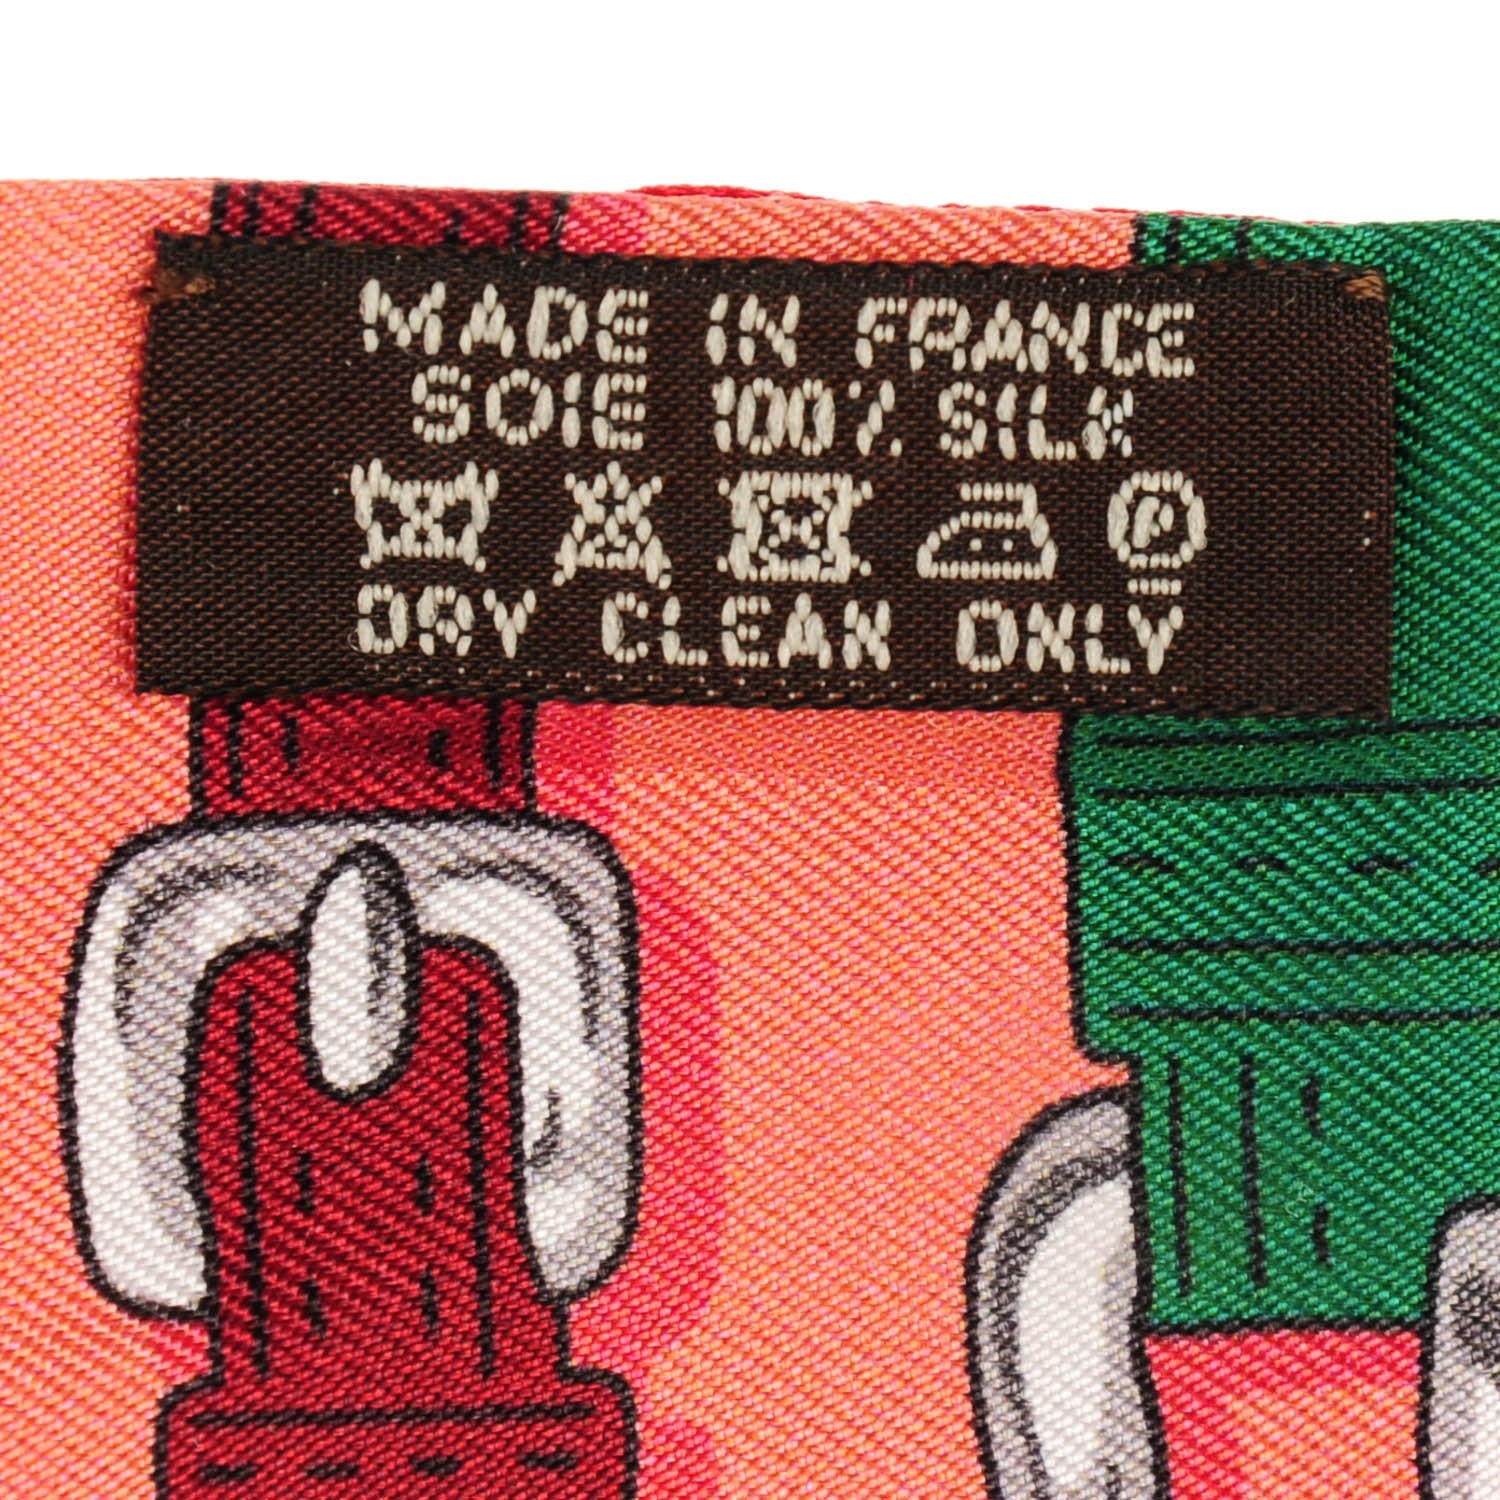 MADE IN FRANCE
SOIE 100% SILK
P
DRY CLEAN ONLY